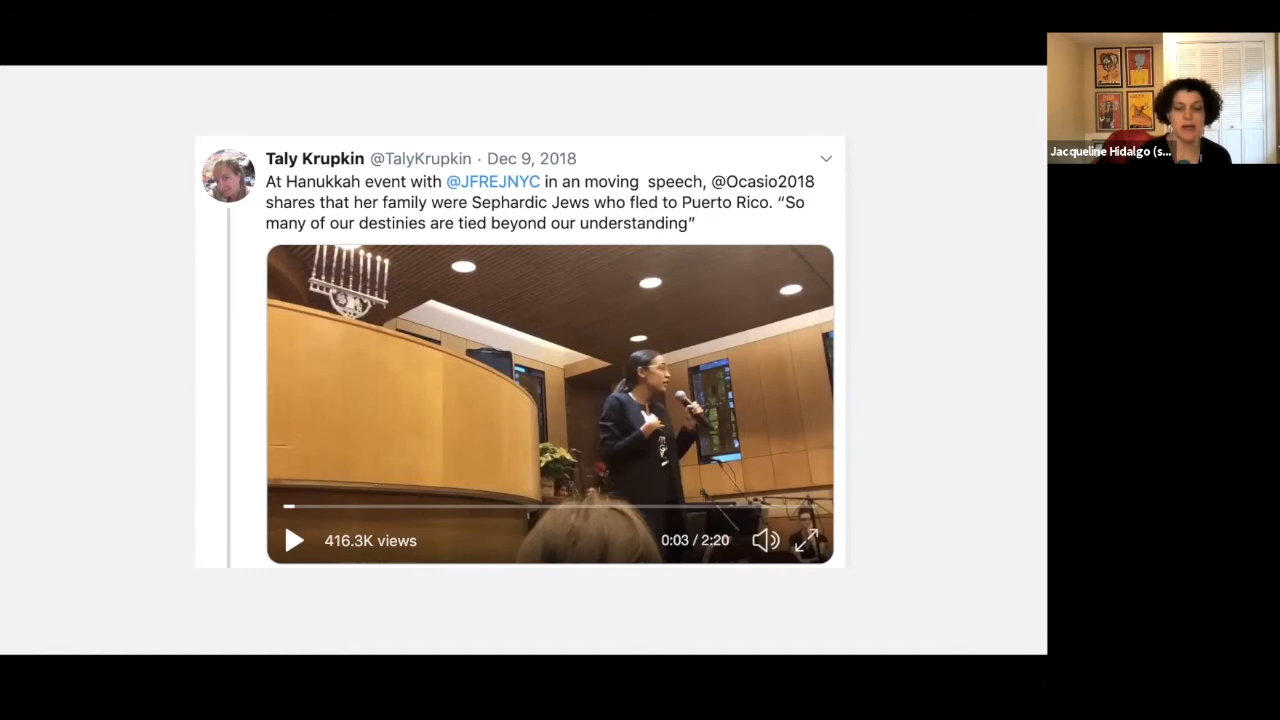 Taly Krupkin @TalyKrupkin · Dec 9, 2018
At Hanukkah event with @JFREJNYC in an moving speech, @Ocasio2018
shares that her family were Sephardic Jews who fled to Puerto Rico. “So
many of our destinies are tied beyond our understanding”
416.3K views
0:03 / 2:20
Jacqueline Hidalgo (s...